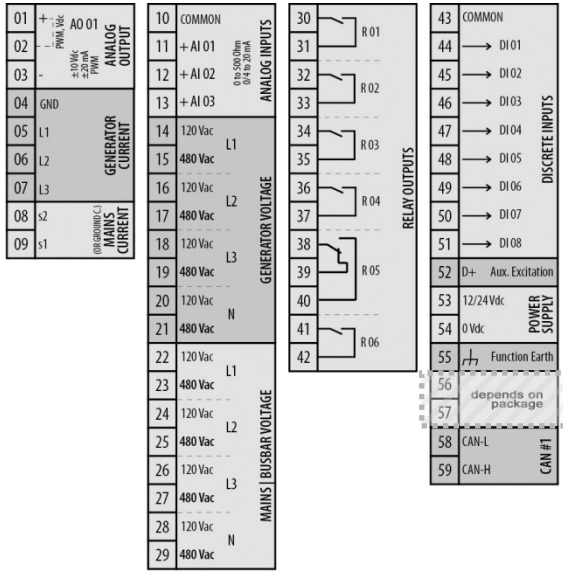 01 + AO 01
02 - PWM, Vdc
03 - ±10 Vdc ±20 mA PWM
ANALOG OUTPUT
04 GND
05 L1
06 L2
07 L3
GENERATOR CURRENT
08 s2
09 s1
(OR GROUND C.)
MAINS CURRENT
10 COMMON
11 + AI 01
12 + AI 02
13 + AI 03
0 to 500 Ohm
0/4 to 20 mA
ANALOG INPUTS
14 120 Vac
L1
15 480 Vac
16 120 Vac
L2
17 480 Vac
18 120 Vac
L3
19 480 Vac
20 120 Vac
N
21 480 Vac
GENERATOR VOLTAGE
22 120 Vac
L1
23 480 Vac
24 120 Vac
L2
25 480 Vac
26 120 Vac
L3
27 480 Vac
28 120 Vac
N
29 480 Vac
MAINS | BUSBAR VOLTAGE
30
R 01
31
32
R 02
33
34
R 03
35
36
R 04
37
38
39 R 05
40
41
R 06
42
RELAY OUTPUTS
43 COMMON
44 → DI 01
45 → DI 02
46 → DI 03
47 → DI 04
48 → DI 05
49 → DI 06
50 → DI 07
51 → DI 08
DISCRETE INPUTS
52 D+ Aux. Excitation
53 12/24 Vdc
54 0 Vdc
POWER SUPPLY
55 Function Earth
56
depends on
package
57
58 CAN-L
59 CAN-H
CAN #1